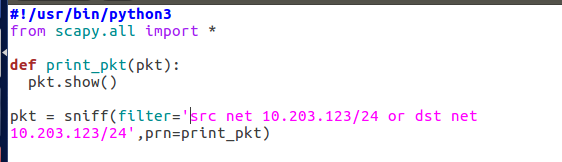 #!/usr/bin/python3
from scapy.all import *
def print_pkt(pkt):
  pkt.show()
pkt = sniff(filter='src net 10.203.123/24 or dst net
10.203.123/24',prn=print_pkt)